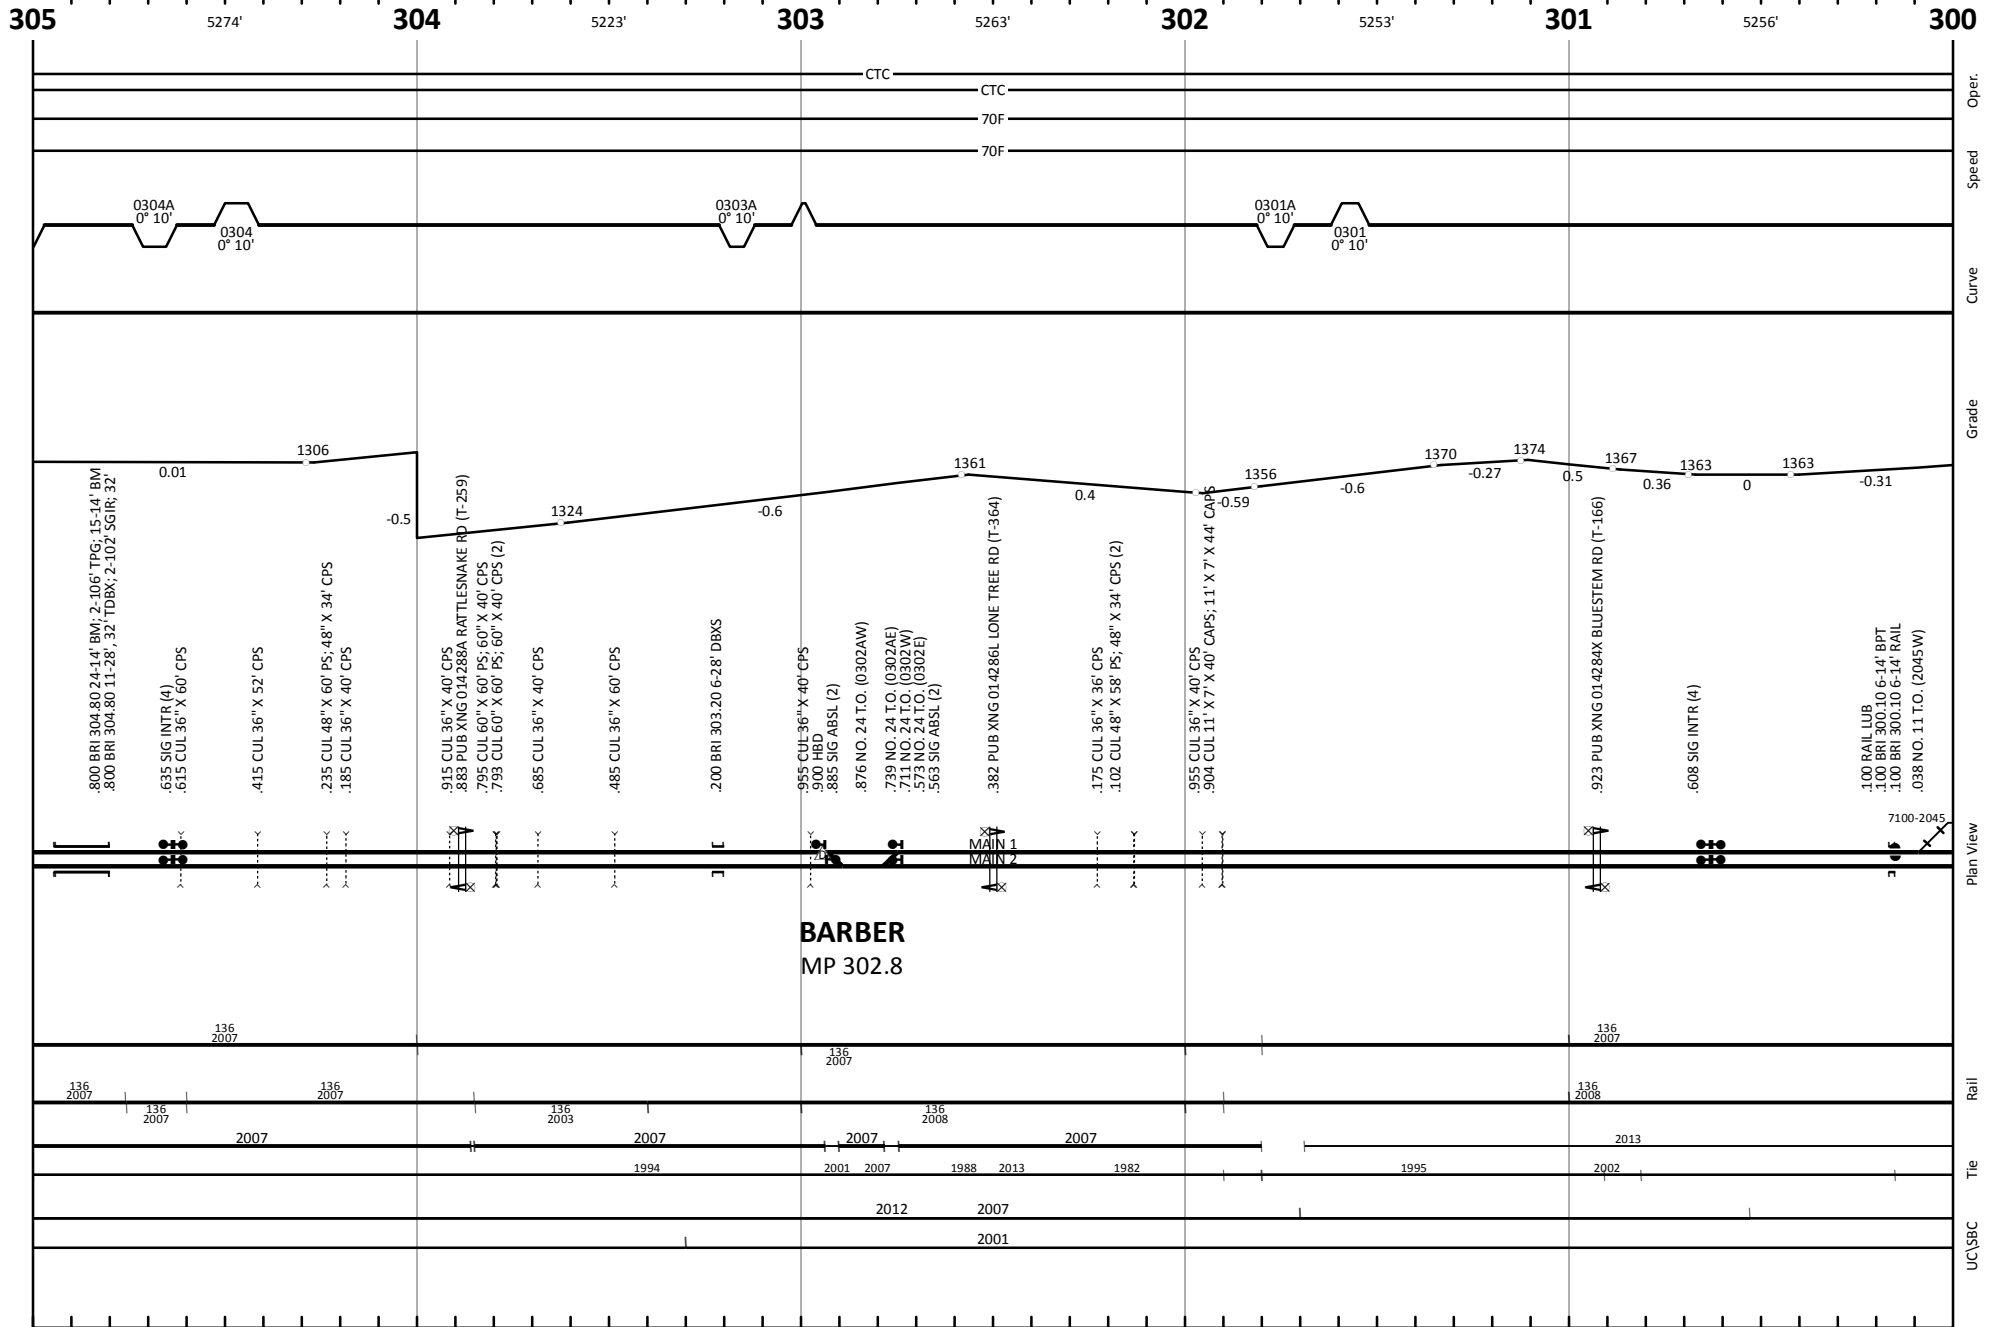 305 5274' 304 5223' 303 5263' 302 5253' 301 5256' 300
CTC
CTC
Oper.
70F
70F
Speed
0304A
0° 10'
0304
0° 10'
0303A
0° 10'
0301A
0° 10'
0301
0° 10'
Curve
Grade
0.01
1306
-0.5
1324
-0.6
1361
0.4
-0.59
1356
-0.6
1370
-0.27
1374
0.5
1367
0.36
1363
0
1363
-0.31
.800 BRI 304.80 24-14' BM; 2-106' TPG; 15-14' BM
.800 BRI 304.80 11-28', 32' TDBX; 2-102' SGIR; 32'
.635 SIG INTR (4)
.615 CUL 36" X 60' CPS
.415 CUL 36" X 52' CPS
.235 CUL 48" X 60' PS; 48" X 34' CPS
.185 CUL 36" X 40' CPS
.915 CUL 36" X 40' CPS
.883 PUB XNG 014288A RATTLESNAKE RD (T-259)
.795 CUL 60" X 60' PS; 60" X 40' CPS
.793 CUL 60" X 60' PS; 60" X 40' CPS (2)
.685 CUL 36" X 40' CPS
.485 CUL 36" X 60' CPS
.200 BRI 303.20 6-28' DBXS
.955 CUL 36" X 40' CPS
.900 HBD
.885 SIG ABSL (2)
.876 NO. 24 T.O. (0302AW)
.739 NO. 24 T.O. (0302AE)
.711 NO. 24 T.O. (0302W)
.573 NO. 24 T.O. (0302E)
.563 SIG ABSL (2)
.382 PUB XNG 014286L LONE TREE RD (T-364)
.175 CUL 36" X 36' CPS
.102 CUL 48" X 58' PS; 48" X 34' CPS (2)
.955 CUL 36" X 40' CPS
.904 CUL 11' X 7' X 40' CAPS; 11' X 7' X 44' CAPS
.923 PUB XNG 014284X BLUESTEM RD (T-166)
.608 SIG INTR (4)
.100 RAIL LUB
.100 BRI 300.10 6-14' BPT
.100 BRI 300.10 6-14' RAIL
.038 NO. 11 T.O. (2045W)
7100-2045
MAIN 1
MAIN 2
Plan View
BARBER
MP 302.8
136
2007
136
2007
136
2007
Rail
136
2007
136
2007
136
2007
136
2003
136
2008
136
2008
2007 2007 2007 2007 2013
Tie
1994 2001 2007 1988 2013 1982 1995 2002
2012 2007
2001
UC\SBC